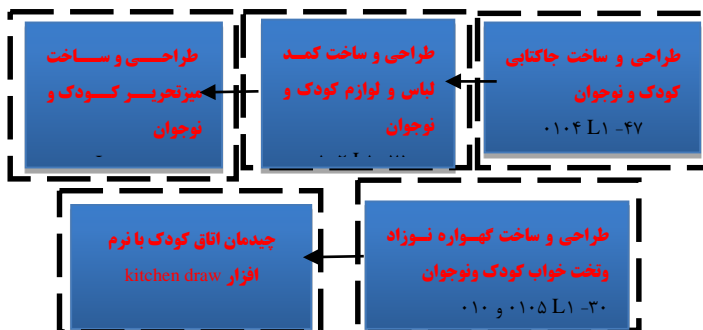 طراحی و ساخت جاکتابی
کودک و نوجوان
۰۱۰۴ L۱ -۴۷
طراحی و ساخت کمد
لباس و لوازم کودک و
نوجوان
طراحی و ساخت
میزتحریر کودک و
نوجوان
طراحی و ساخت گهواره نوزاد
وتخت خواب کودک ونوجوان
۰۱۰۵ L۱ -۳۰ و ۰۱۰
چیدمان اتاق کودک با نرم
افزار kitchen draw